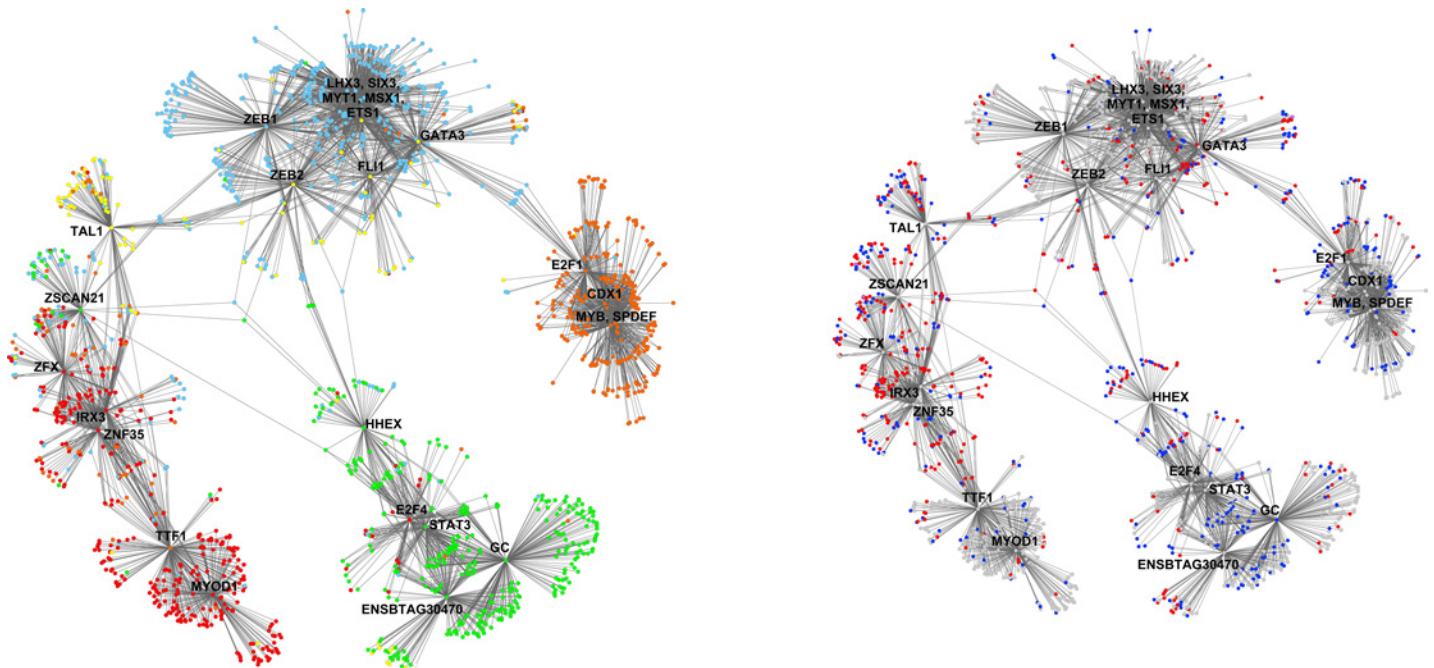 LHX3, SIX3,
MYT1, MSX1,
ETS1
ZEB1
GATA3
ZEB2
FLI1
TAL1
E2F1
ZSCAN21
CDX1
MYB, SPDEF
ZFX
IRX3
ZNF35
HHEX
E2F4
STAT3
TTF1
GC
MYOD1
ENSBTAG30470
LHX3, SIX3,
MYT1, MSX1,
ETS1
ZEB1
GATA3
ZEB2
FLI1
TAL1
E2F1
ZSCAN21
CDX1
MYB, SPDEF
ZFX
IRX3
ZNF35
HHEX
E2F4
STAT3
TTF1
GC
MYOD1
ENSBTAG30470